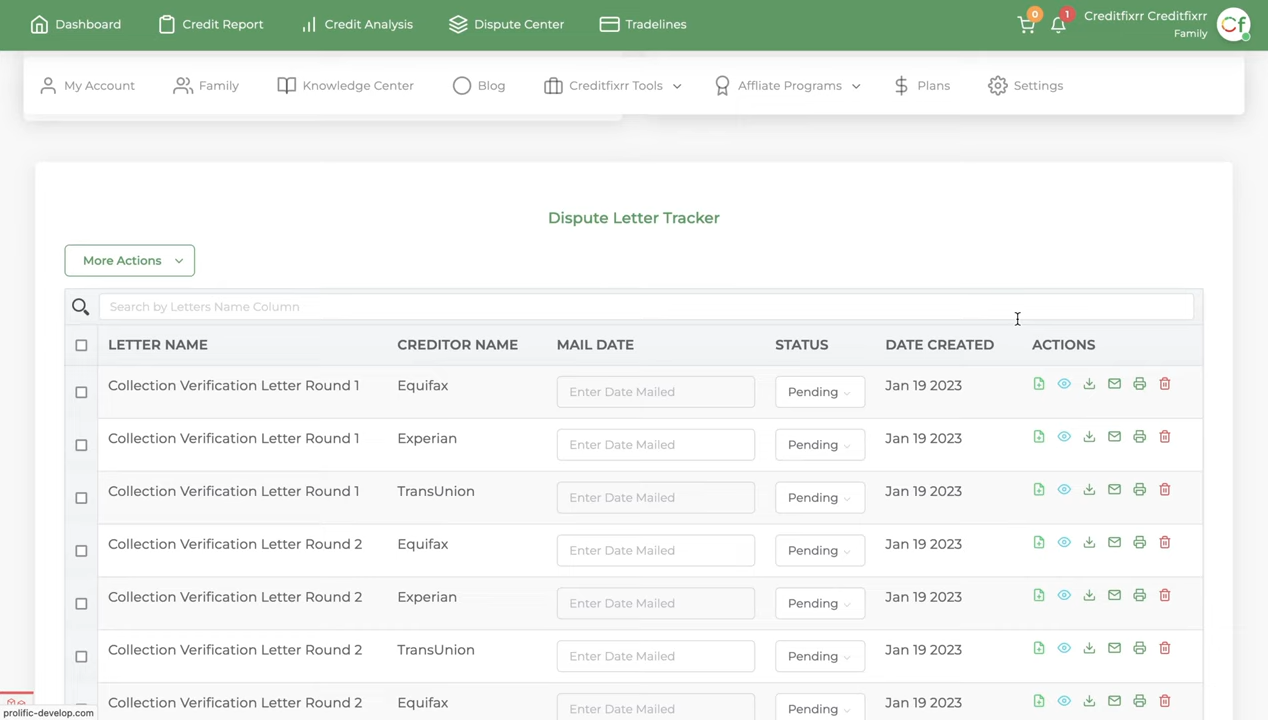 Dashboard Credit Report Credit Analysis Dispute Center Tradelines 0 1 Creditfixrr Creditfixrr
Family
Cf
My Account Family Knowledge Center Blog Creditfixrr Tools Affliate Programs Plans Settings
Dispute Letter Tracker
More Actions
Search by Letters Name Column
LETTER NAME CREDITOR NAME MAIL DATE STATUS DATE CREATED ACTIONS
Collection Verification Letter Round 1 Equifax Enter Date Mailed Pending Jan 19 2023
Collection Verification Letter Round 1 Experian Enter Date Mailed Pending Jan 19 2023
Collection Verification Letter Round 1 TransUnion Enter Date Mailed Pending Jan 19 2023
Collection Verification Letter Round 2 Equifax Enter Date Mailed Pending Jan 19 2023
Collection Verification Letter Round 2 Experian Enter Date Mailed Pending Jan 19 2023
Collection Verification Letter Round 2 TransUnion Enter Date Mailed Pending Jan 19 2023
Collection Verification Letter Round 2 Equifax Enter Date Mailed Pending Jan 19 2023
prolific-develop.com